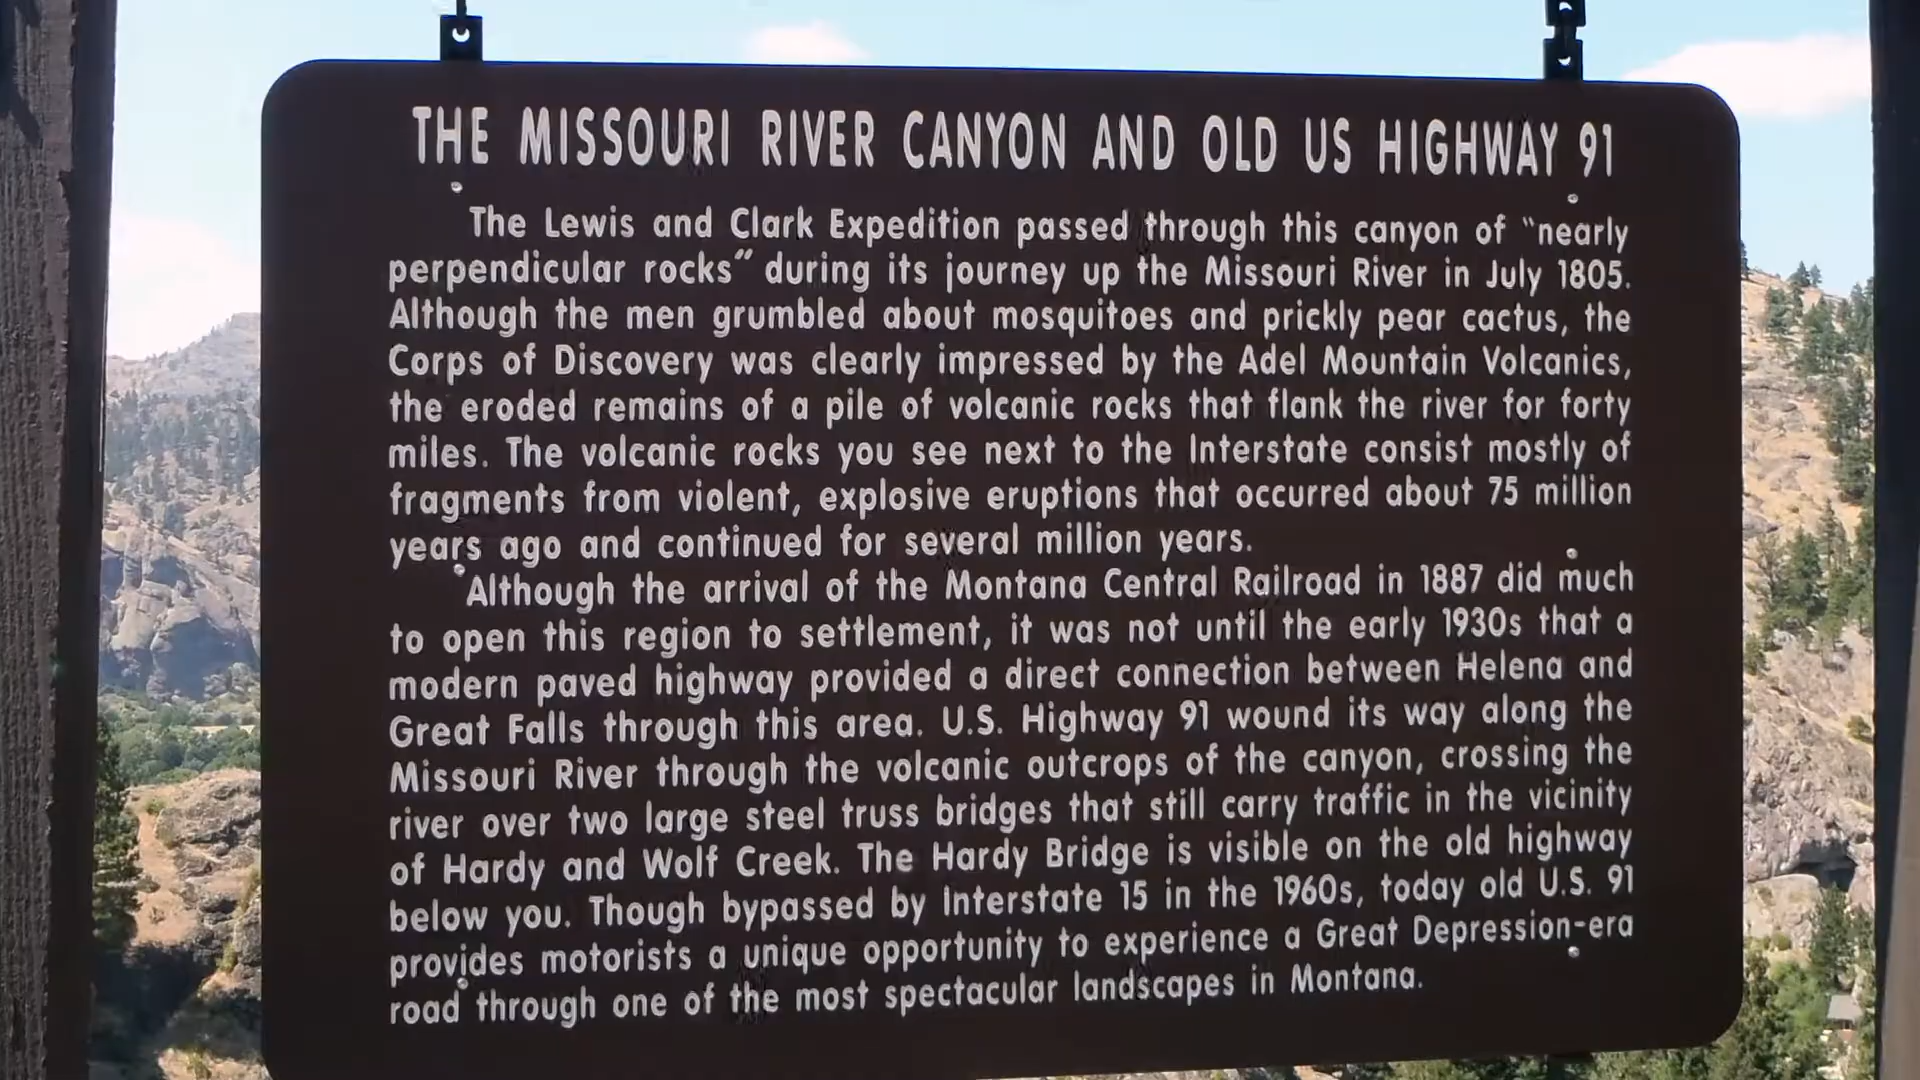 THE MISSOURI RIVER CANYON AND OLD US HIGHWAY 91
The Lewis and Clark Expedition passed through this canyon of "nearly
perpendicular rocks" during its journey up the Missouri River in July 1805.
Although the men grumbled about mosquitoes and prickly pear cactus, the
Corps of Discovery was clearly impressed by the Adel Mountain Volcanics,
the eroded remains of a pile of volcanic rocks that flank the river for forty
miles. The volcanic rocks you see next to the Interstate consist mostly of
fragments from violent, explosive eruptions that occurred about 75 million
years ago and continued for several million years.
Although the arrival of the Montana Central Railroad in 1887 did much
to open this region to settlement, it was not until the early 1930s that a
modern paved highway provided a direct connection between Helena and
Great Falls through this area. U.S. Highway 91 wound its way along the
Missouri River through the volcanic outcrops of the canyon, crossing the
river over two large steel truss bridges that still carry traffic in the vicinity
of Hardy and Wolf Creek. The Hardy Bridge is visible on the old highway
below you. Though bypassed by Interstate 15 in the 1960s, today old U.S. 91
provides motorists a unique opportunity to experience a Great Depression-era
road through one of the most spectacular landscapes in Montana.